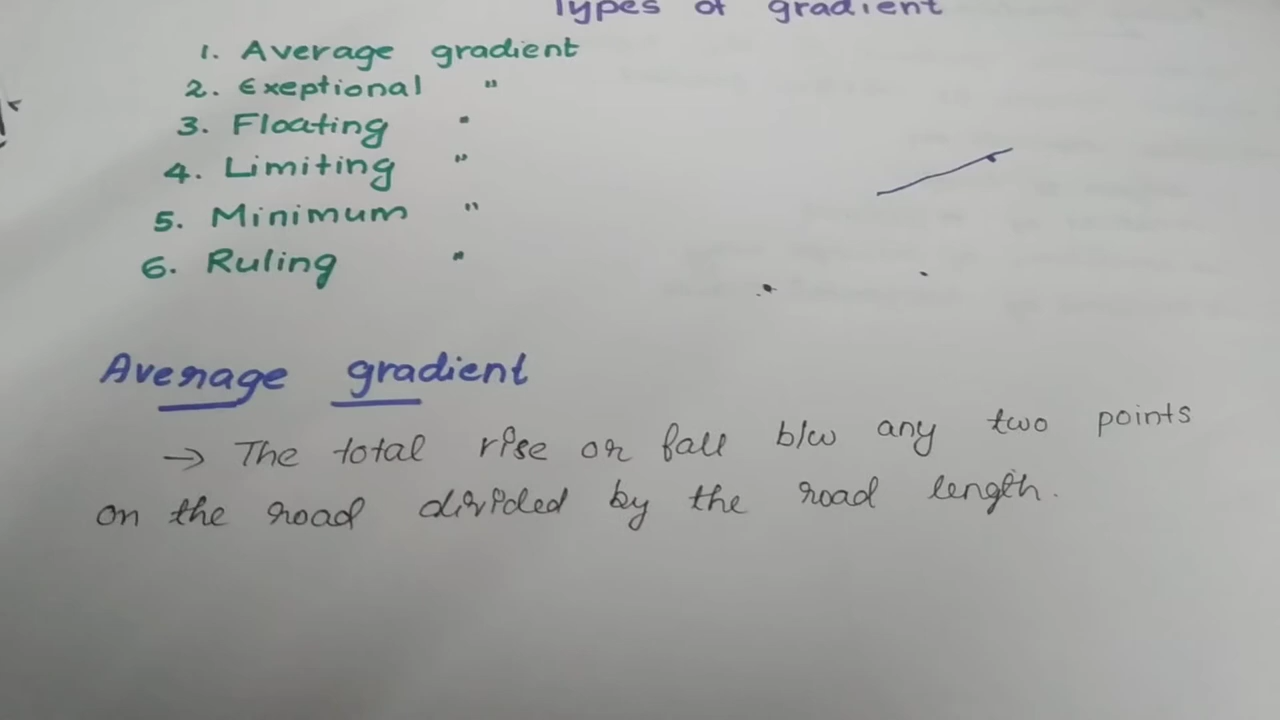 Types of gradient
1. Average gradient
2. Exeptional "
3. Floating "
4. Limiting "
5. Minimum "
6. Ruling "
Average gradient
→ The total rise or fall b/w any two points
on the road divided by the road length.